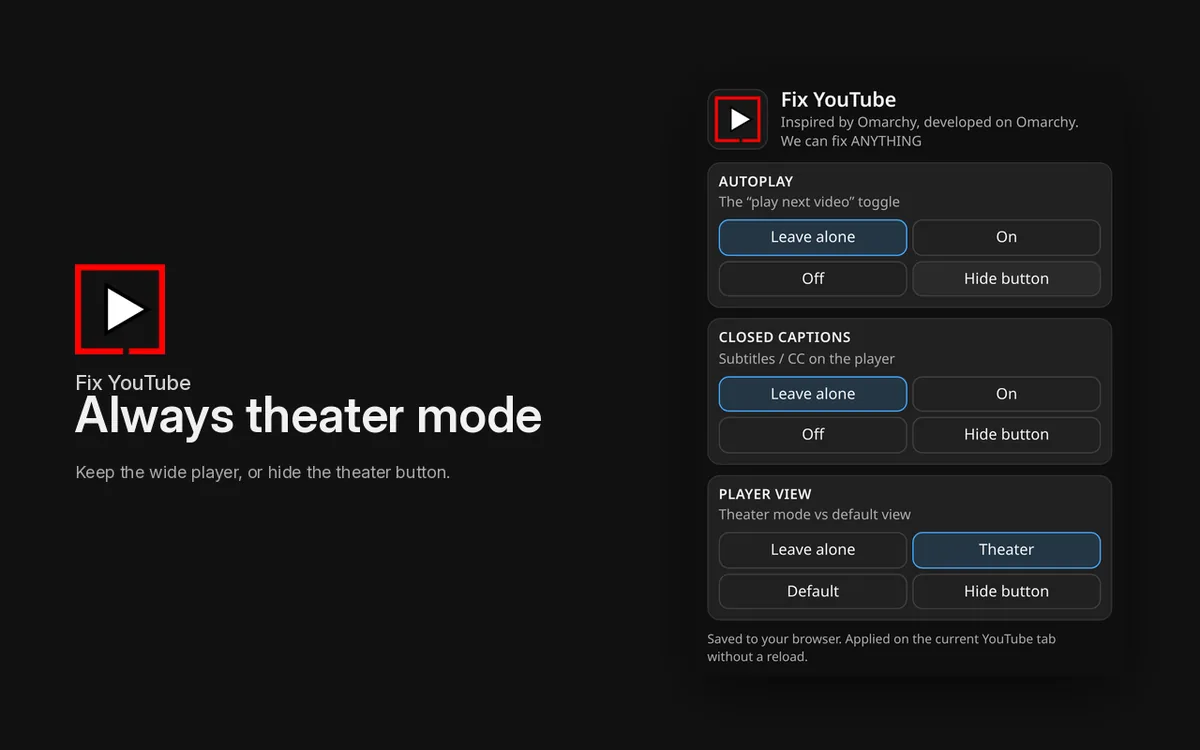 Fix YouTube
Always theater mode
Keep the wide player, or hide the theater button.
Fix YouTube
Inspired by Omarchy, developed on Omarchy.
We can fix ANYTHING
AUTOPLAY
The “play next video” toggle
Leave alone
On
Off
Hide button
CLOSED CAPTIONS
Subtitles / CC on the player
Leave alone
On
Off
Hide button
PLAYER VIEW
Theater mode vs default view
Leave alone
Theater
Default
Hide button
Saved to your browser. Applied on the current YouTube tab
without a reload.